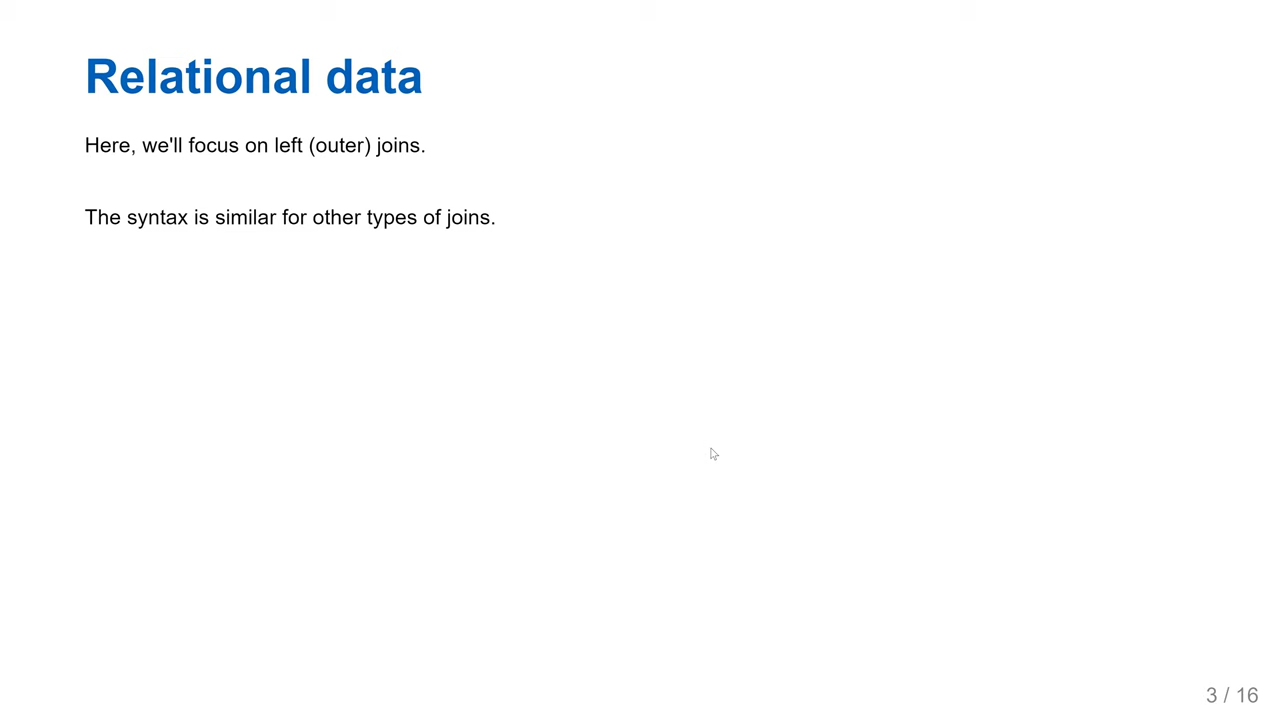 Relational data
Here, we'll focus on left (outer) joins.
The syntax is similar for other types of joins.
3 / 16